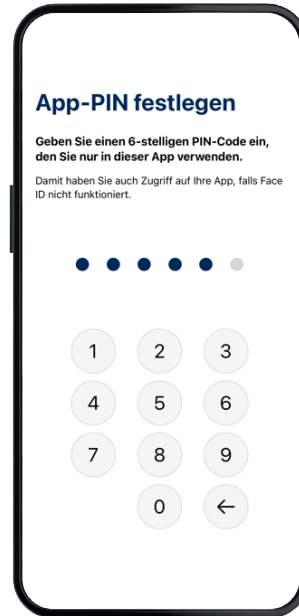 App-PIN festlegen
Geben Sie einen 6-stelligen PIN-Code ein,
den Sie nur in dieser App verwenden.
Damit haben Sie auch Zugriff auf Ihre App, falls Face
ID nicht funktioniert.
1 2 3
4 5 6
7 8 9
0 ←